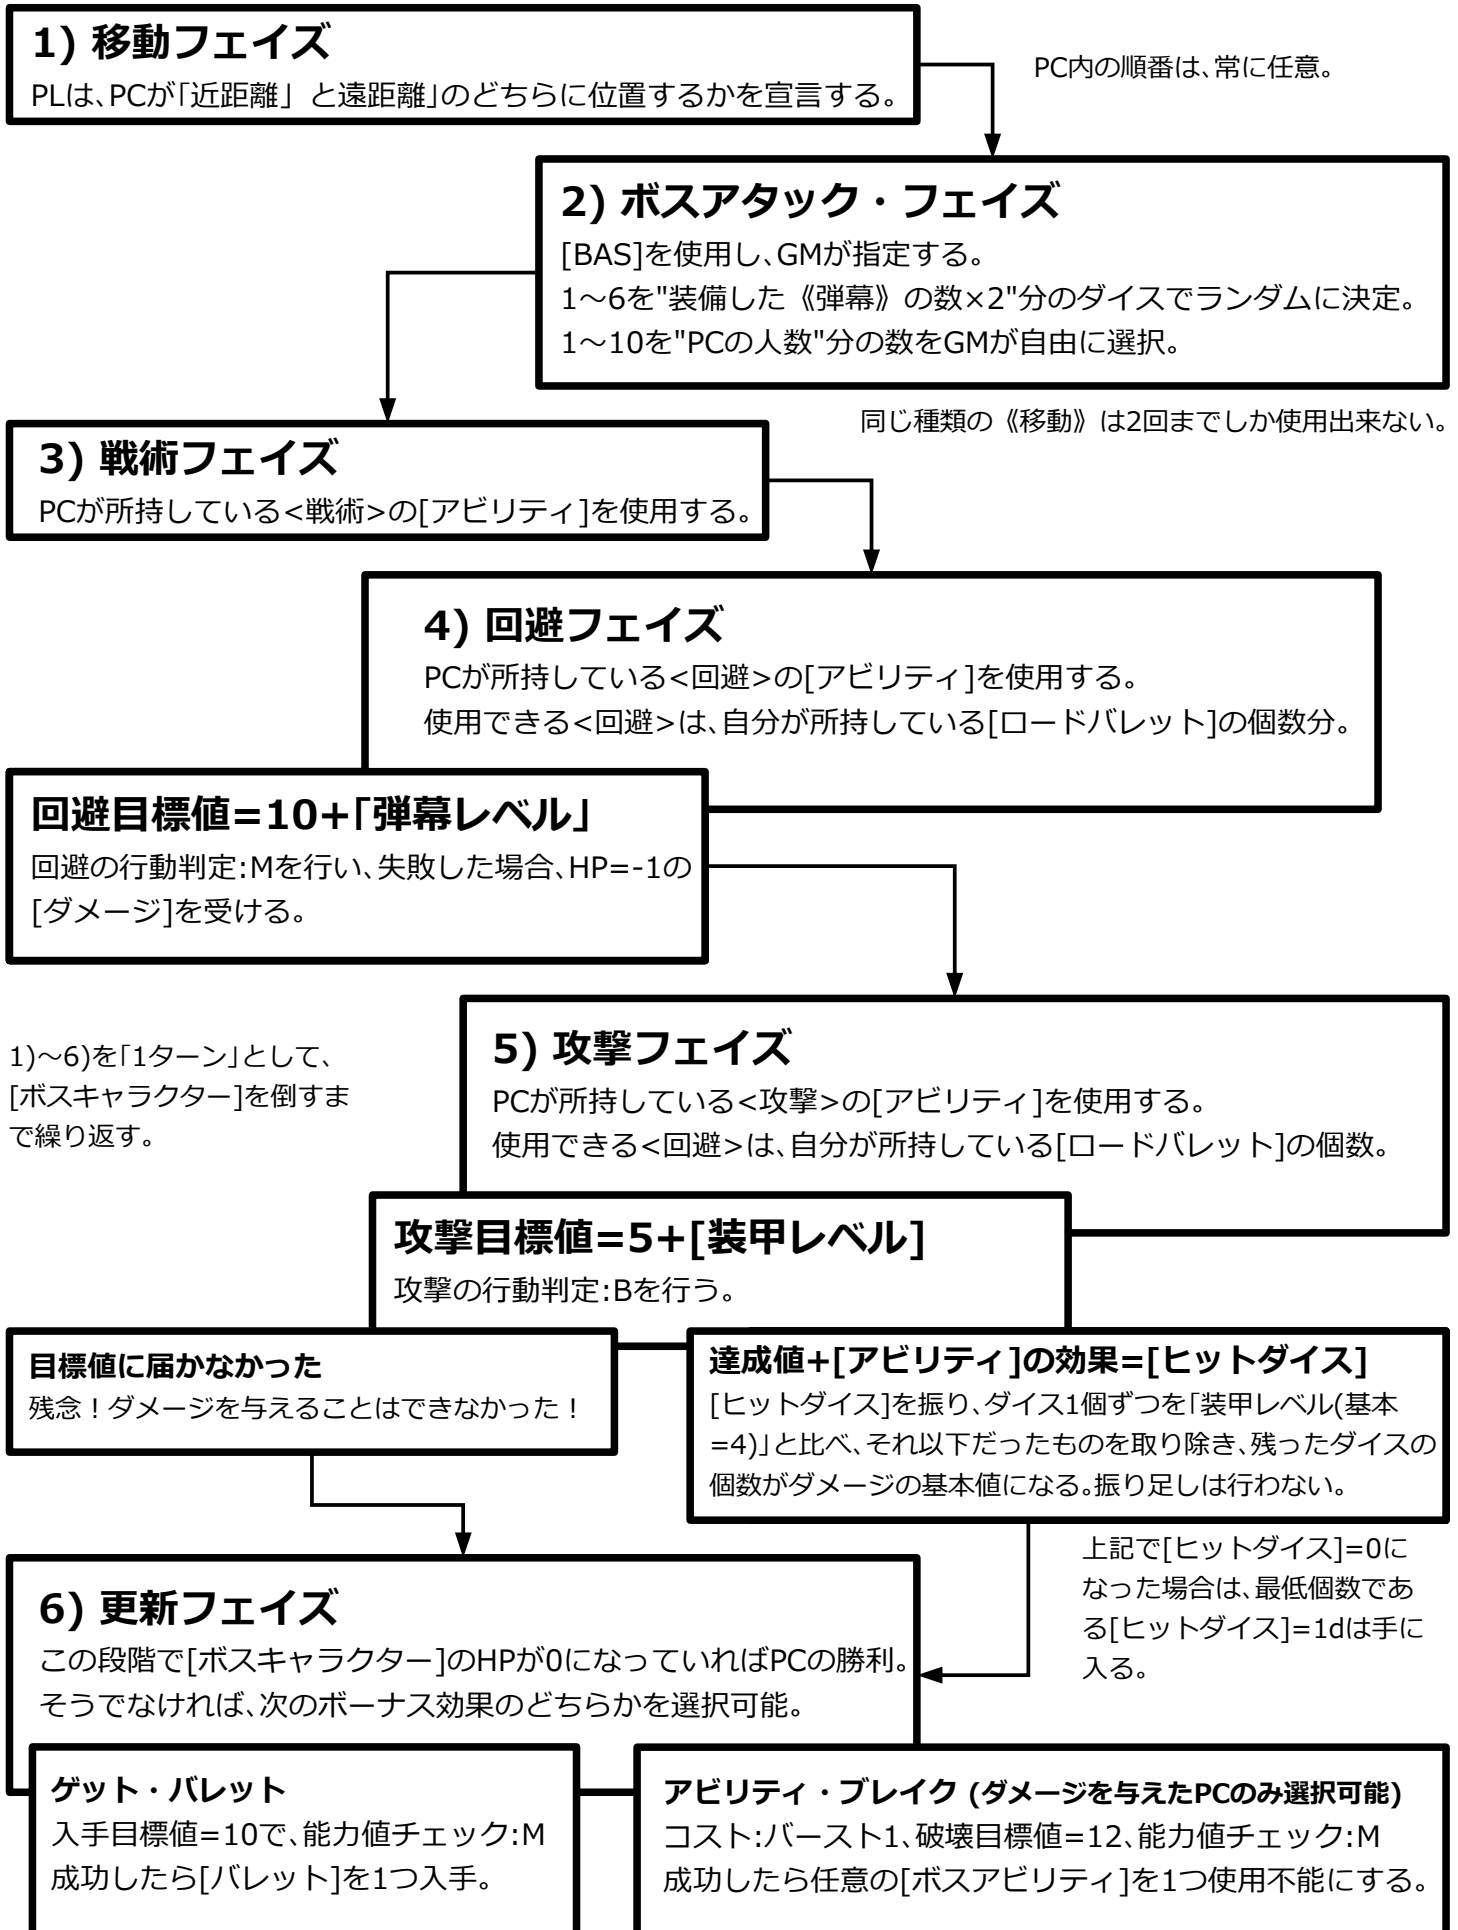 1) 移動フェイズ
PLは、PCが「近距離」と遠距離」のどちらに位置するかを宣言する。
PC内の順番は、常に任意。
2) ボスアタック・フェイズ
[BAS]を使用し、GMが指定する。
1～6を"装備した《弾幕》の数×2"分のダイスでランダムに決定。
1～10を"PCの人数"分の数をGMが自由に選択。
同じ種類の《移動》は2回までしか使用出来ない。
3) 戦術フェイズ
PCが所持している<戦術>の[アビリティ]を使用する。
4) 回避フェイズ
PCが所持している<回避>の[アビリティ]を使用する。
使用できる<回避>は、自分が所持している[ロードバレット]の個数分。
回避目標値=10+「弾幕レベル」
回避の行動判定:Mを行い、失敗した場合、HP=-1の
[ダメージ]を受ける。
1)～6)を「1ターン」として、
[ボスキャラクター]を倒すま
で繰り返す。
5) 攻撃フェイズ
PCが所持している<攻撃>の[アビリティ]を使用する。
使用できる<回避>は、自分が所持している[ロードバレット]の個数。
攻撃目標値=5+[装甲レベル]
攻撃の行動判定:Bを行う。
目標値に届かなかった
残念！ダメージを与えることはできなかった！
達成値+[アビリティ]の効果=[ヒットダイス]
[ヒットダイス]を振り、ダイス1個ずつを「装甲レベル(基本
=4)」と比べ、それ以下だったものを取り除き、残ったダイスの
個数がダメージの基本値になる。振り足しは行わない。
上記で[ヒットダイス]=0に
なった場合は、最低個数であ
る[ヒットダイス]=1dは手に
入る。
6) 更新フェイズ
この段階で[ボスキャラクター]のHPが0になっていればPCの勝利。
そうでなければ、次のボーナス効果のどちらかを選択可能。
ゲット・バレット
入手目標値=10で、能力値チェック:M
成功したら[バレット]を1つ入手。
アビリティ・ブレイク (ダメージを与えたPCのみ選択可能)
コスト:バースト1、破壊目標値=12、能力値チェック:M
成功したら任意の[ボスアビリティ]を1つ使用不能にする。